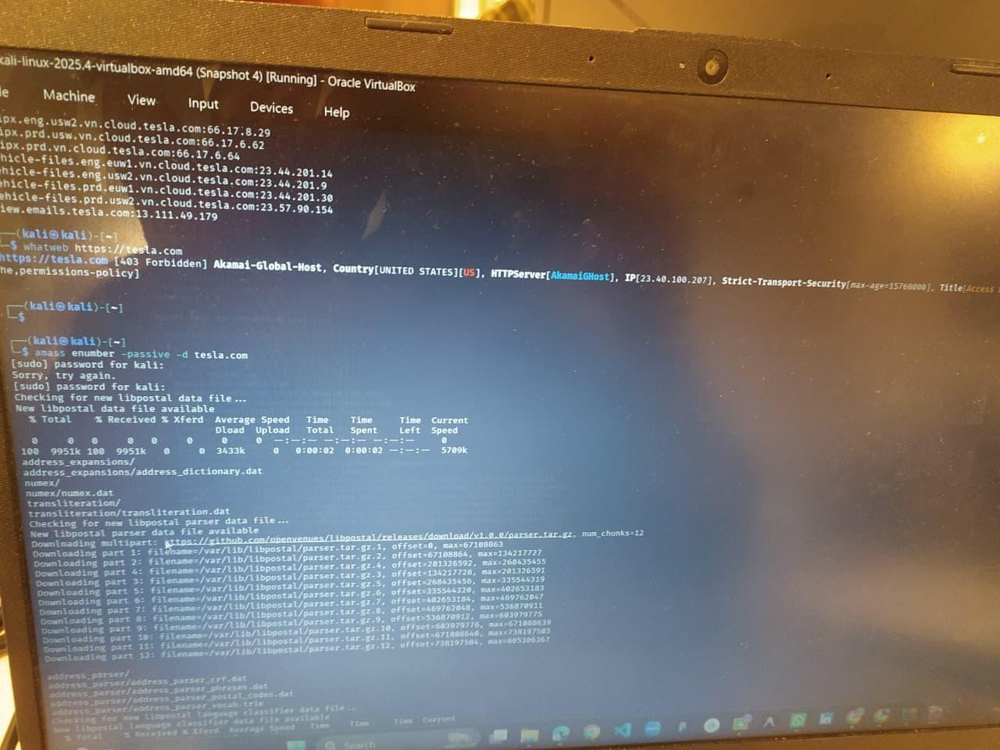 kali-linux-2025.4-virtualbox-amd64 (Snapshot 4) [Running] - Oracle VirtualBox
Machine View Input Devices Help
ipx.eng.usw2.vn.cloud.tesla.com:66.17.8.29
ipx.prd.usw.vn.cloud.tesla.com:66.17.6.62
ipx.prd.vn.cloud.tesla.com:66.17.6.64
hicle-files.eng.euw1.vn.cloud.tesla.com:23.44.201.14
hicle-files.eng.usw2.vn.cloud.tesla.com:23.44.201.9
ehicle-files.prd.euw1.vn.cloud.tesla.com:23.44.201.30
ehicle-files.prd.usw2.vn.cloud.tesla.com:23.57.90.154
iew.emails.tesla.com:13.111.49.179
(kali㉿kali)-[~]
$ whatweb https://tesla.com
https://tesla.com [403 Forbidden] Akamai-Global-Host, Country[UNITED STATES][US], HTTPServer[AkamaiGHost], IP[23.40.100.207], Strict-Transport-Security[max-age=15768000], Title[Access
he,permissions-policy]
(kali㉿kali)-[~]
$
(kali㉿kali)-[~]
$ amass enumber -passive -d tesla.com
[sudo] password for kali:
Sorry, try again.
[sudo] password for kali:
Checking for new libpostal data file...
New libpostal data file available
% Total % Received % Xferd Average Speed Time Time Time Current
Dload Upload Total Spent Left Speed
0 0 0 0 0 0 0 0 --:--:-- --:--:-- --:--:-- 0
100 9951k 100 9951k 0 0 3433k 0 0:00:02 0:00:02 --:--:-- 5709k
address_expansions/
address_expansions/address_dictionary.dat
numex/
numex/numex.dat
transliteration/
transliteration/transliteration.dat
Checking for new libpostal parser data file...
New libpostal parser data file available
Downloading multipart: https://github.com/openvenues/libpostal/releases/download/v1.0.0/parser.tar.gz, num_chunks=12
Downloading part 1: filename=/var/lib/libpostal/parser.tar.gz.1, offset=0, max=67108863
Downloading part 2: filename=/var/lib/libpostal/parser.tar.gz.2, offset=67108864, max=134217727
Downloading part 4: filename=/var/lib/libpostal/parser.tar.gz.4, offset=201326592, max=268435455
Downloading part 3: filename=/var/lib/libpostal/parser.tar.gz.3, offset=134217728, max=201326591
Downloading part 5: filename=/var/lib/libpostal/parser.tar.gz.5, offset=268435456, max=335544319
Downloading part 6: filename=/var/lib/libpostal/parser.tar.gz.6, offset=335544320, max=402653183
Downloading part 7: filename=/var/lib/libpostal/parser.tar.gz.7, offset=402653184, max=469762047
Downloading part 8: filename=/var/lib/libpostal/parser.tar.gz.8, offset=469762048, max=536870911
Downloading part 9: filename=/var/lib/libpostal/parser.tar.gz.9, offset=536870912, max=603979775
Downloading part 10: filename=/var/lib/libpostal/parser.tar.gz.10, offset=603979776, max=671088639
Downloading part 11: filename=/var/lib/libpostal/parser.tar.gz.11, offset=671088640, max=738197503
Downloading part 12: filename=/var/lib/libpostal/parser.tar.gz.12, offset=738197504, max=805306367
address_parser/
address_parser/address_parser_crf.dat
address_parser/address_parser_phrases.dat
address_parser/address_parser_postal_codes.dat
address_parser/address_parser_vocab.trie
Checking for new libpostal language classifier data file...
New libpostal language classifier data file available
% Total % Received % Xferd Average Speed Time Time Time Current
Search